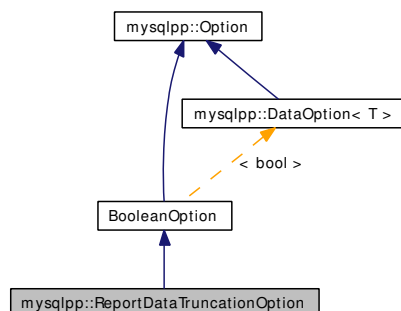 mysqlpp::Option
mysqlpp::DataOption< T >
< bool >
BooleanOption
mysqlpp::ReportDataTruncationOption